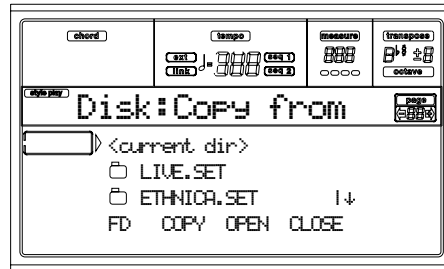 chord
tempo
measure
transpose
ext
link
seq 1
seq 2
octave
style play
Disk:Copy from
page
<current dir>
LIVE.SET
ETHNICA.SET
FD COPY OPEN CLOSE